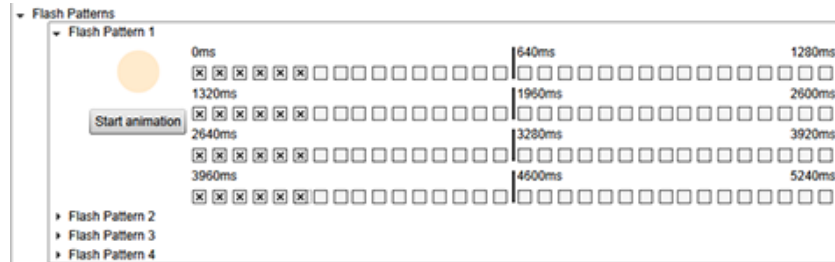 Flash Patterns
Flash Pattern 1
0ms 640ms 1280ms
1320ms 1960ms 2600ms
Start animation
2640ms 3280ms 3920ms
3960ms 4600ms 5240ms
Flash Pattern 2
Flash Pattern 3
Flash Pattern 4